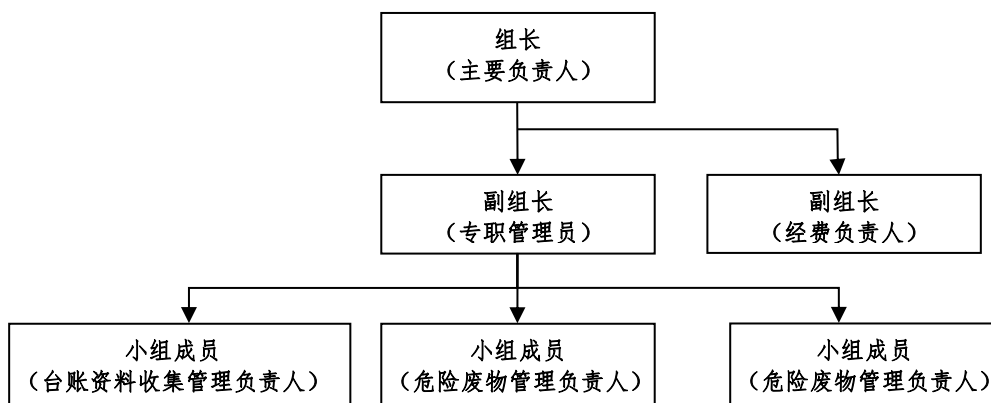 组长
（主要负责人）
副组长
（专职管理员）
副组长
（经费负责人）
小组成员
（台账资料收集管理负责人）
小组成员
（危险废物管理负责人）
小组成员
（危险废物管理负责人）